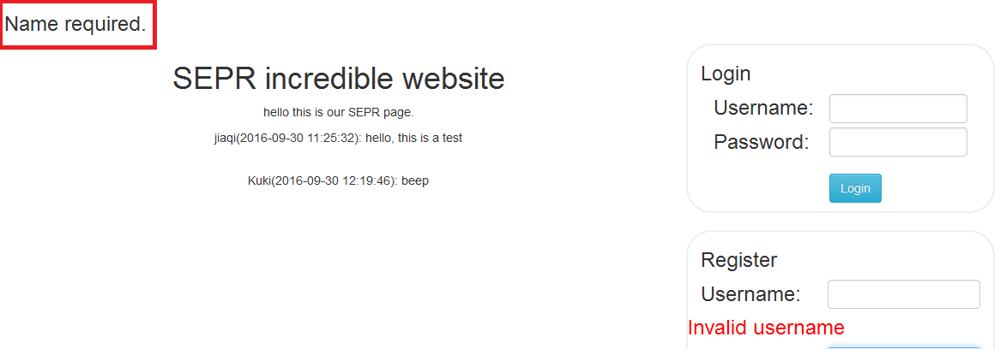 Name required.
SEPR incredible website
hello this is our SEPR page.
jiaqi(2016-09-30 11:25:32): hello, this is a test
Kuki(2016-09-30 12:19:46): beep
Login
Username:
Password:
Login
Register
Username:
Invalid username